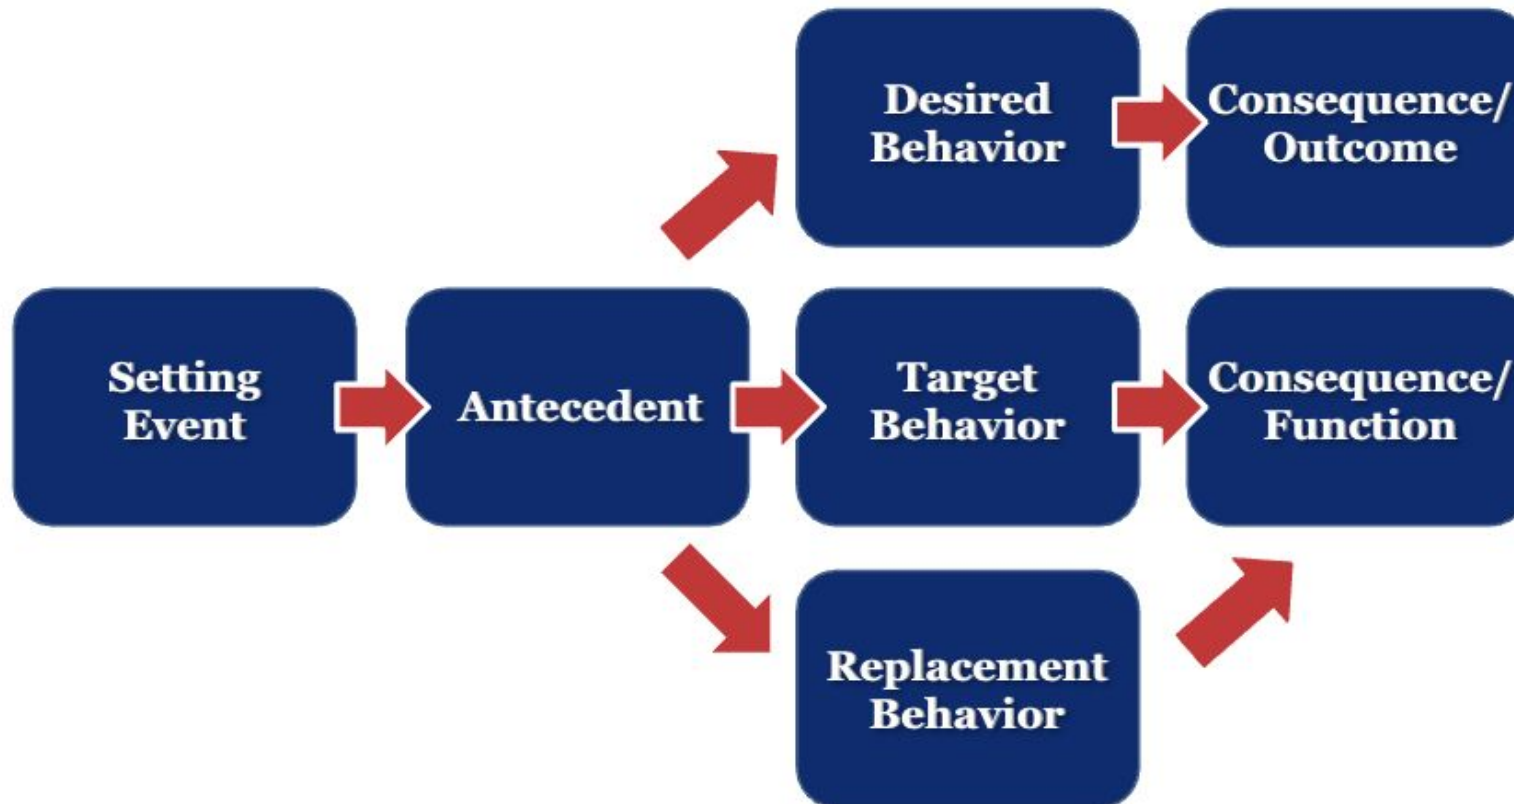 Desired
Behavior
Consequence/
Outcome
Setting
Event
Antecedent
Target
Behavior
Consequence/
Function
Replacement
Behavior